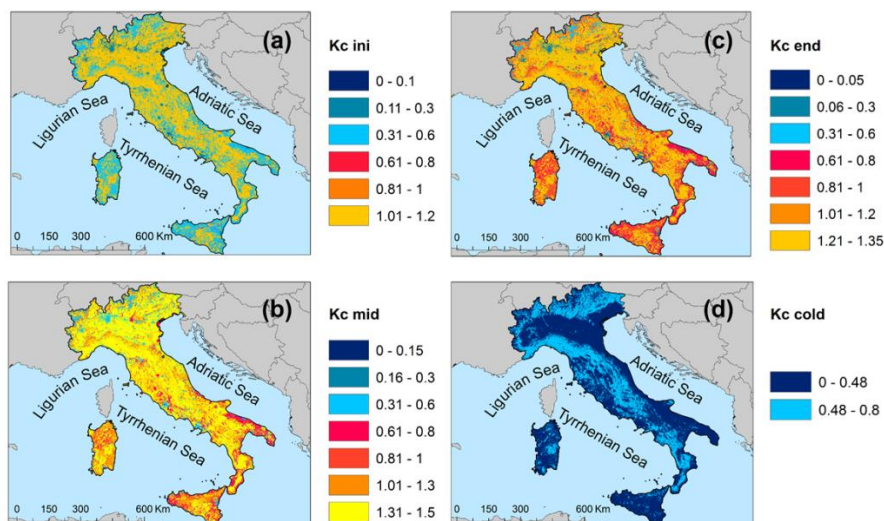 (a)
Ligurian Sea
Adriatic Sea
Tyrrhenian Sea
0 150 300 600 Km
Kc ini
0 - 0.1
0.11 - 0.3
0.31 - 0.6
0.61 - 0.8
0.81 - 1
1.01 - 1.2
(c)
Ligurian Sea
Adriatic Sea
Tyrrhenian Sea
0 150 300 600 Km
Kc end
0 - 0.05
0.06 - 0.3
0.31 - 0.6
0.61 - 0.8
0.81 - 1
1.01 - 1.2
1.21 - 1.35
(b)
Ligurian Sea
Adriatic Sea
Tyrrhenian Sea
0 150 300 600 Km
Kc mid
0 - 0.15
0.16 - 0.3
0.31 - 0.6
0.61 - 0.8
0.81 - 1
1.01 - 1.3
1.31 - 1.5
(d)
Ligurian Sea
Adriatic Sea
Tyrrhenian Sea
0 150 300 600 Km
Kc cold
0 - 0.48
0.48 - 0.8